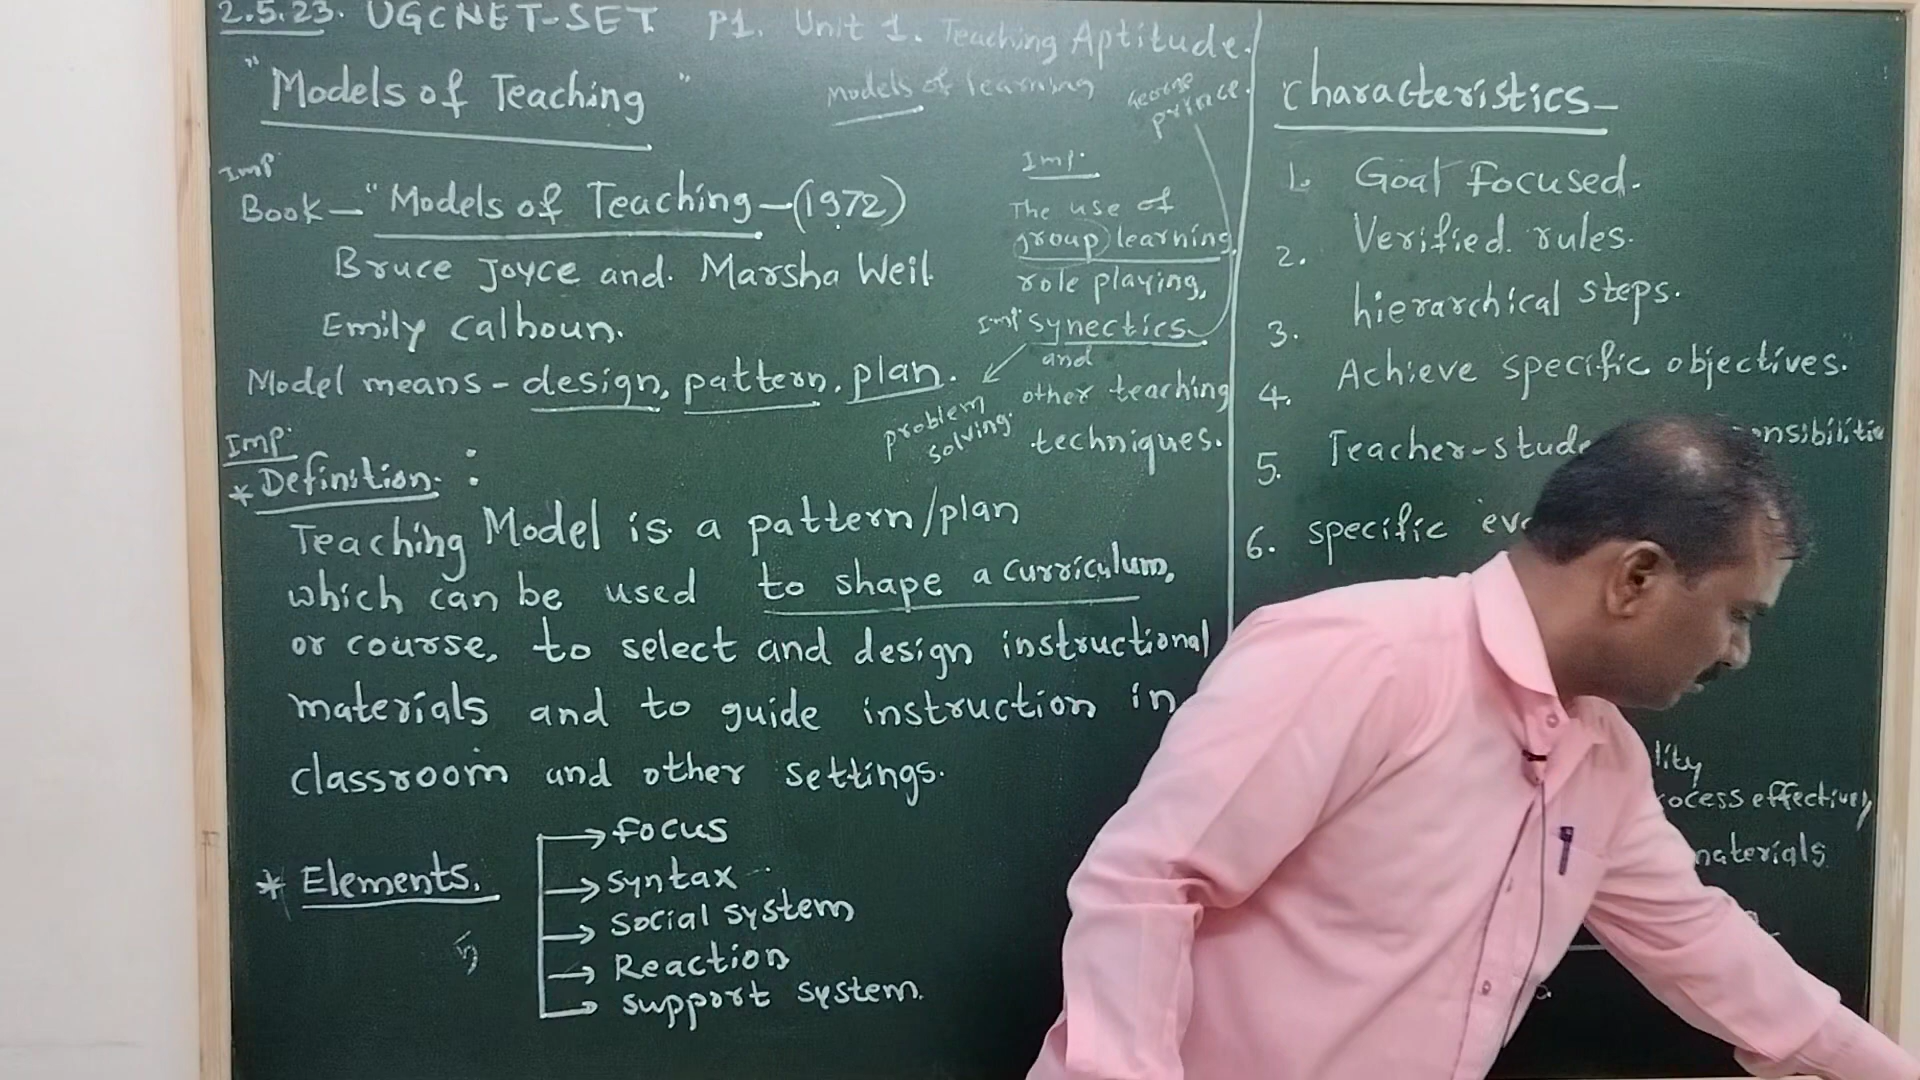 2.5.23. UGCNET-SET P1. Unit 1. Teaching Aptitude.
"Models of Teaching"
models of learning
George
prince.
Imp
Book - "Models of Teaching - (1972)
Bruce Joyce and Marsha Weil.
Emily Calhoun.
Model means - design, pattern, plan.
Imp.
The use of
group learning,
role playing,
Imp synectics
and
other teaching
techniques.
problem
solving.
Imp.
* Definition :
Teaching Model is a pattern/plan
which can be used to shape a curriculum,
or course, to select and design instructional
materials and to guide instruction in
classroom and other settings.
* Elements.
5
→ focus
→ syntax
→ social system
→ Reaction
→ support system.
Characteristics -
1. Goal focused.
2. Verified rules.
3. hierarchical steps.
4. Achieve specific objectives.
5. Teacher-stude
6. specific
lity
effectively
materials